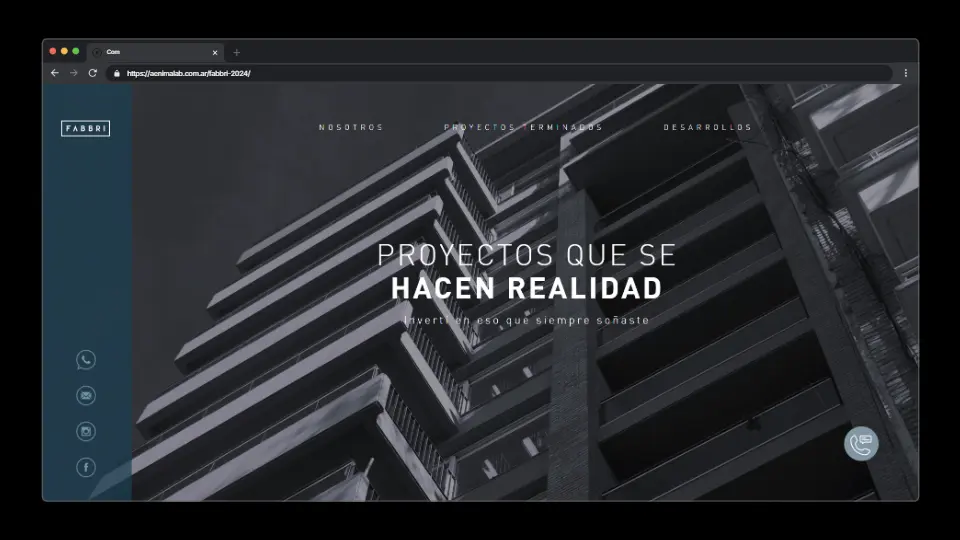 Com
https://aenimalab.com.ar/fabbri-2024/
FABBRI
NOSOTROS
PROYECTOS TERMINADOS
DESARROLLOS
PROYECTOS QUE SE
HACEN REALIDAD
Invertí en eso que siempre soñaste